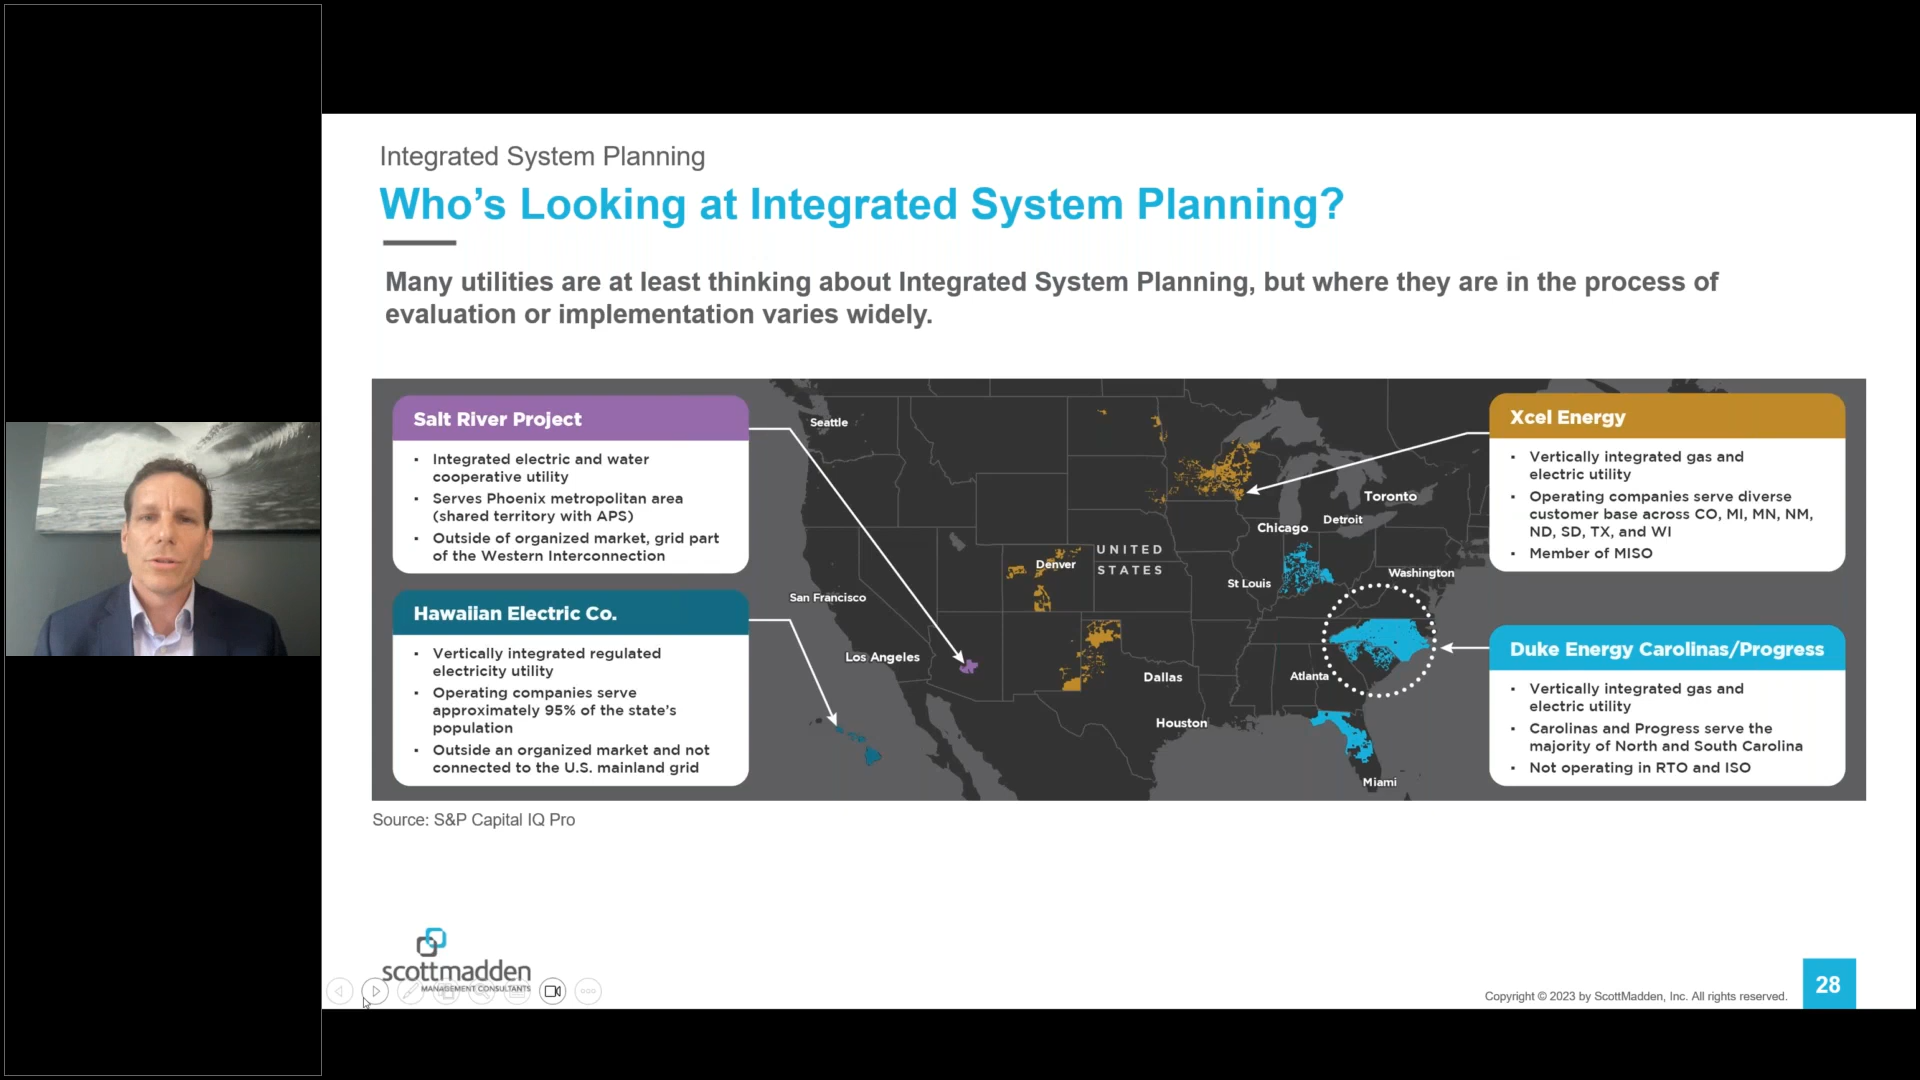 Integrated System Planning
Who's Looking at Integrated System Planning?
Many utilities are at least thinking about Integrated System Planning, but where they are in the process of
evaluation or implementation varies widely.
Salt River Project
▪ Integrated electric and water
cooperative utility
▪ Serves Phoenix metropolitan area
(shared territory with APS)
▪ Outside of organized market, grid part
of the Western Interconnection
Hawaiian Electric Co.
▪ Vertically integrated regulated
electricity utility
▪ Operating companies serve
approximately 95% of the state's
population
▪ Outside an organized market and not
connected to the U.S. mainland grid
Seattle
San Francisco
Los Angeles
Denver
UNITED
STATES
Dallas
Houston
Chicago
St Louis
Detroit
Toronto
Washington
Atlanta
Miami
Xcel Energy
▪ Vertically integrated gas and
electric utility
▪ Operating companies serve diverse
customer base across CO, MI, MN, NM,
ND, SD, TX, and WI
▪ Member of MISO
Duke Energy Carolinas/Progress
▪ Vertically integrated gas and
electric utility
▪ Carolinas and Progress serve the
majority of North and South Carolina
▪ Not operating in RTO and ISO
Source: S&P Capital IQ Pro
scottmadden
MANAGEMENT CONSULTANTS
Copyright © 2023 by ScottMadden, Inc. All rights reserved.
28